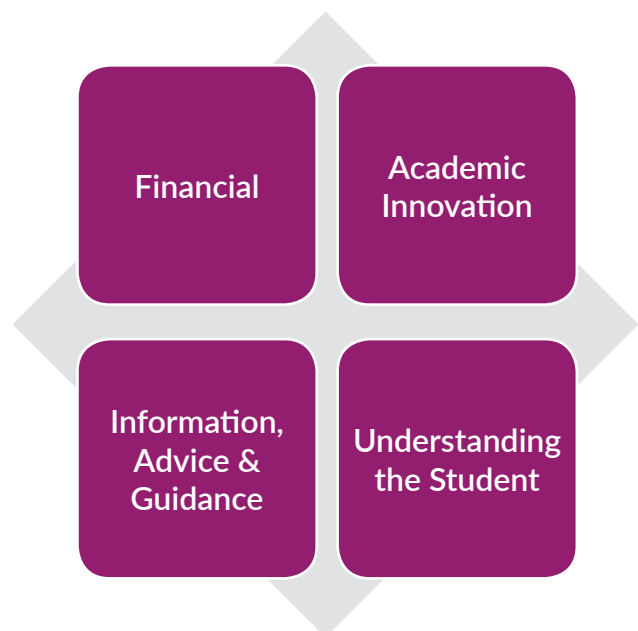 Financial
Academic
Innovation
Information,
Advice &
Guidance
Understanding
the Student